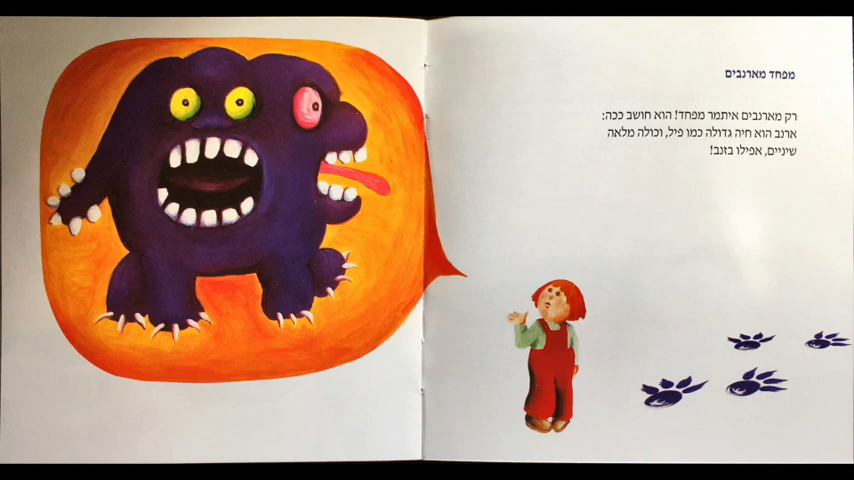 מפחד מארנבים
רק מארנבים איתמר מפחד! הוא חושב ככה:
ארנב הוא חיה גדולה כמו פיל, וכולה מלאה
שיניים, אפילו בזנב!